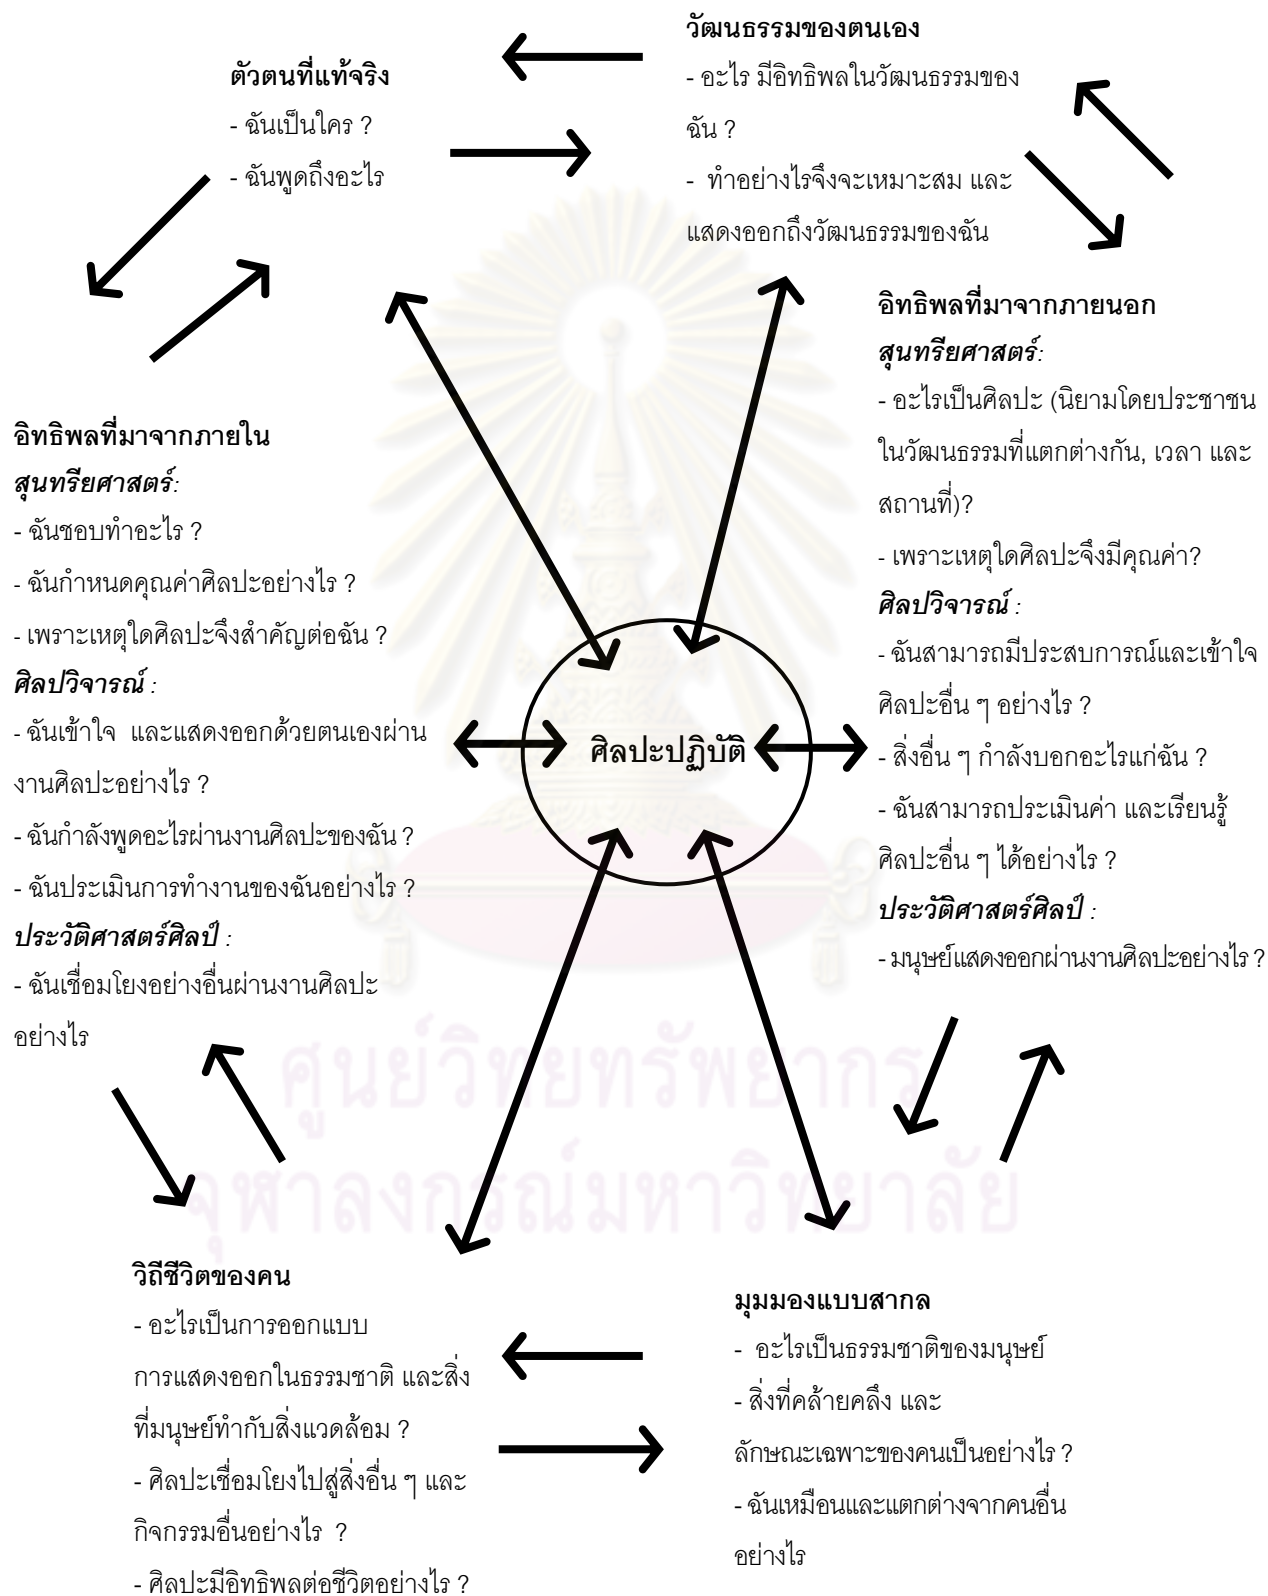 ตัวตนที่แท้จริง
- ฉันเป็นใคร ?
- ฉันพูดถึงอะไร
วัฒนธรรมของตนเอง
- อะไร มีอิทธิพลในวัฒนธรรมของ
ฉัน ?
- ทำอย่างไรจึงจะเหมาะสม และ
แสดงออกถึงวัฒนธรรมของฉัน
อิทธิพลที่มาจากภายใน
สุนทรียศาสตร์:
- ฉันชอบทำอะไร ?
- ฉันกำหนดคุณค่าศิลปะอย่างไร ?
- เพราะเหตุใดศิลปะจึงสำคัญต่อฉัน ?
ศิลปวิจารณ์ :
- ฉันเข้าใจ และแสดงออกด้วยตนเองผ่าน
งานศิลปะอย่างไร ?
- ฉันกำลังพูดอะไรผ่านงานศิลปะของฉัน ?
- ฉันประเมินการทำงานของฉันอย่างไร ?
ประวัติศาสตร์ศิลป์ :
- ฉันเชื่อมโยงอย่างอื่นผ่านงานศิลปะ
อย่างไร
ศิลปะปฏิบัติ
อิทธิพลที่มาจากภายนอก
สุนทรียศาสตร์:
- อะไรเป็นศิลปะ (นิยามโดยประชาชน
ในวัฒนธรรมที่แตกต่างกัน, เวลา และ
สถานที่)?
- เพราะเหตุใดศิลปะจึงมีคุณค่า?
ศิลปวิจารณ์ :
- ฉันสามารถมีประสบการณ์และเข้าใจ
ศิลปะอื่น ๆ อย่างไร ?
- สิ่งอื่น ๆ กำลังบอกอะไรแก่ฉัน ?
- ฉันสามารถประเมินค่า และเรียนรู้
ศิลปะอื่น ๆ ได้อย่างไร ?
ประวัติศาสตร์ศิลป์ :
- มนุษย์แสดงออกผ่านงานศิลปะอย่างไร ?
ศูนย์วิทยทรัพยากร
จุฬาลงกรณ์มหาวิทยาลัย
วิถีชีวิตของคน
- อะไรเป็นการออกแบบ
การแสดงออกในธรรมชาติ และสิ่ง
ที่มนุษย์ทำกับสิ่งแวดล้อม ?
- ศิลปะเชื่อมโยงไปสู่สิ่งอื่น ๆ และ
กิจกรรมอื่นอย่างไร ?
- ศิลปะมีอิทธิพลต่อชีวิตอย่างไร ?
มุมมองแบบสากล
- อะไรเป็นธรรมชาติของมนุษย์
- สิ่งที่คล้ายคลึง และ
ลักษณะเฉพาะของคนเป็นอย่างไร ?
- ฉันเหมือนและแตกต่างจากคนอื่น
อย่างไร